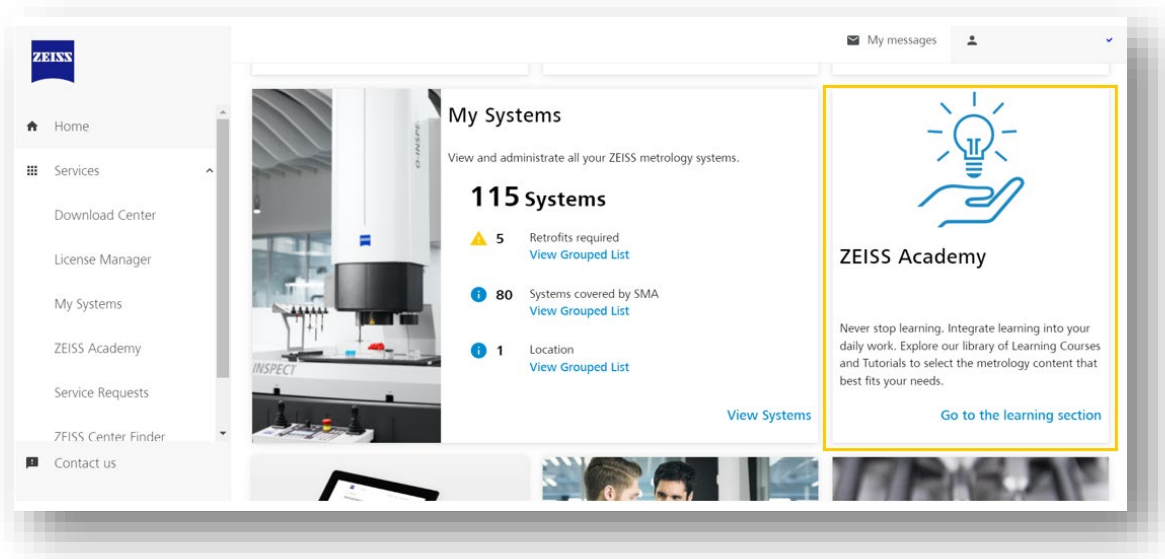 ZEISS
My messages
Home
Services
Download Center
License Manager
My Systems
ZEISS Academy
Service Requests
ZEISS Center Finder
Contact us
O-INSPE
INSPECT
My Systems
View and administrate all your ZEISS metrology systems.
115 Systems
5 Retrofits required
View Grouped List
80 Systems covered by SMA
View Grouped List
1 Location
View Grouped List
View Systems
ZEISS Academy
Never stop learning. Integrate learning into your
daily work. Explore our library of Learning Courses
and Tutorials to select the metrology content that
best fits your needs.
Go to the learning section